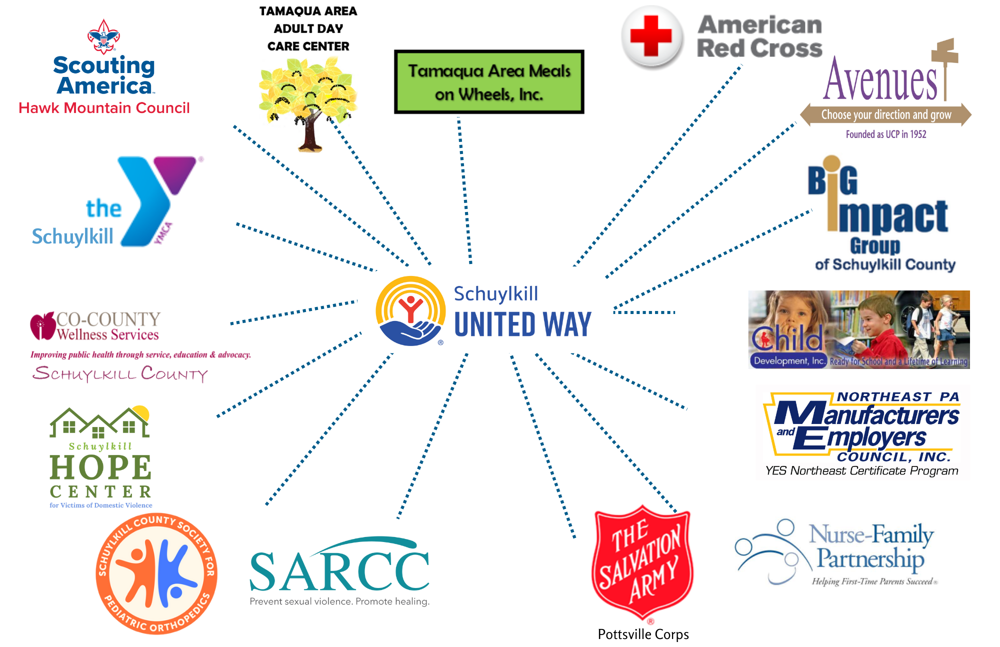 Scouting
America™
Hawk Mountain Council
TAMAQUA AREA
ADULT DAY
CARE CENTER
VOLUNTEERS
ENTERTAINMENT
Tamaqua Area Meals
on Wheels, Inc.
American
Red Cross
Avenues
Choose your direction and grow
Founded as UCP in 1952
the
Schuylkill
YMCA
®
BiG
impact
Group
of Schuylkill County
Schuylkill
UNITED WAY
®
CO-COUNTY
Wellness Services
Improving public health through service, education & advocacy.
SCHUYLKILL COUNTY
Child
Development, Inc.
Ready for School and a Lifetime of Learning
NORTHEAST PA
Manufacturers
and Employers
COUNCIL, INC.
YES Northeast Certificate Program
Schuylkill
HOPE
CENTER
for Victims of Domestic Violence
SCHUYLKILL COUNTY SOCIETY FOR
PEDIATRIC ORTHOPEDICS
SARCC
Prevent sexual violence. Promote healing.
THE
SALVATION
ARMY
®
Pottsville Corps
Nurse-Family
Partnership
Helping First-Time Parents Succeed®